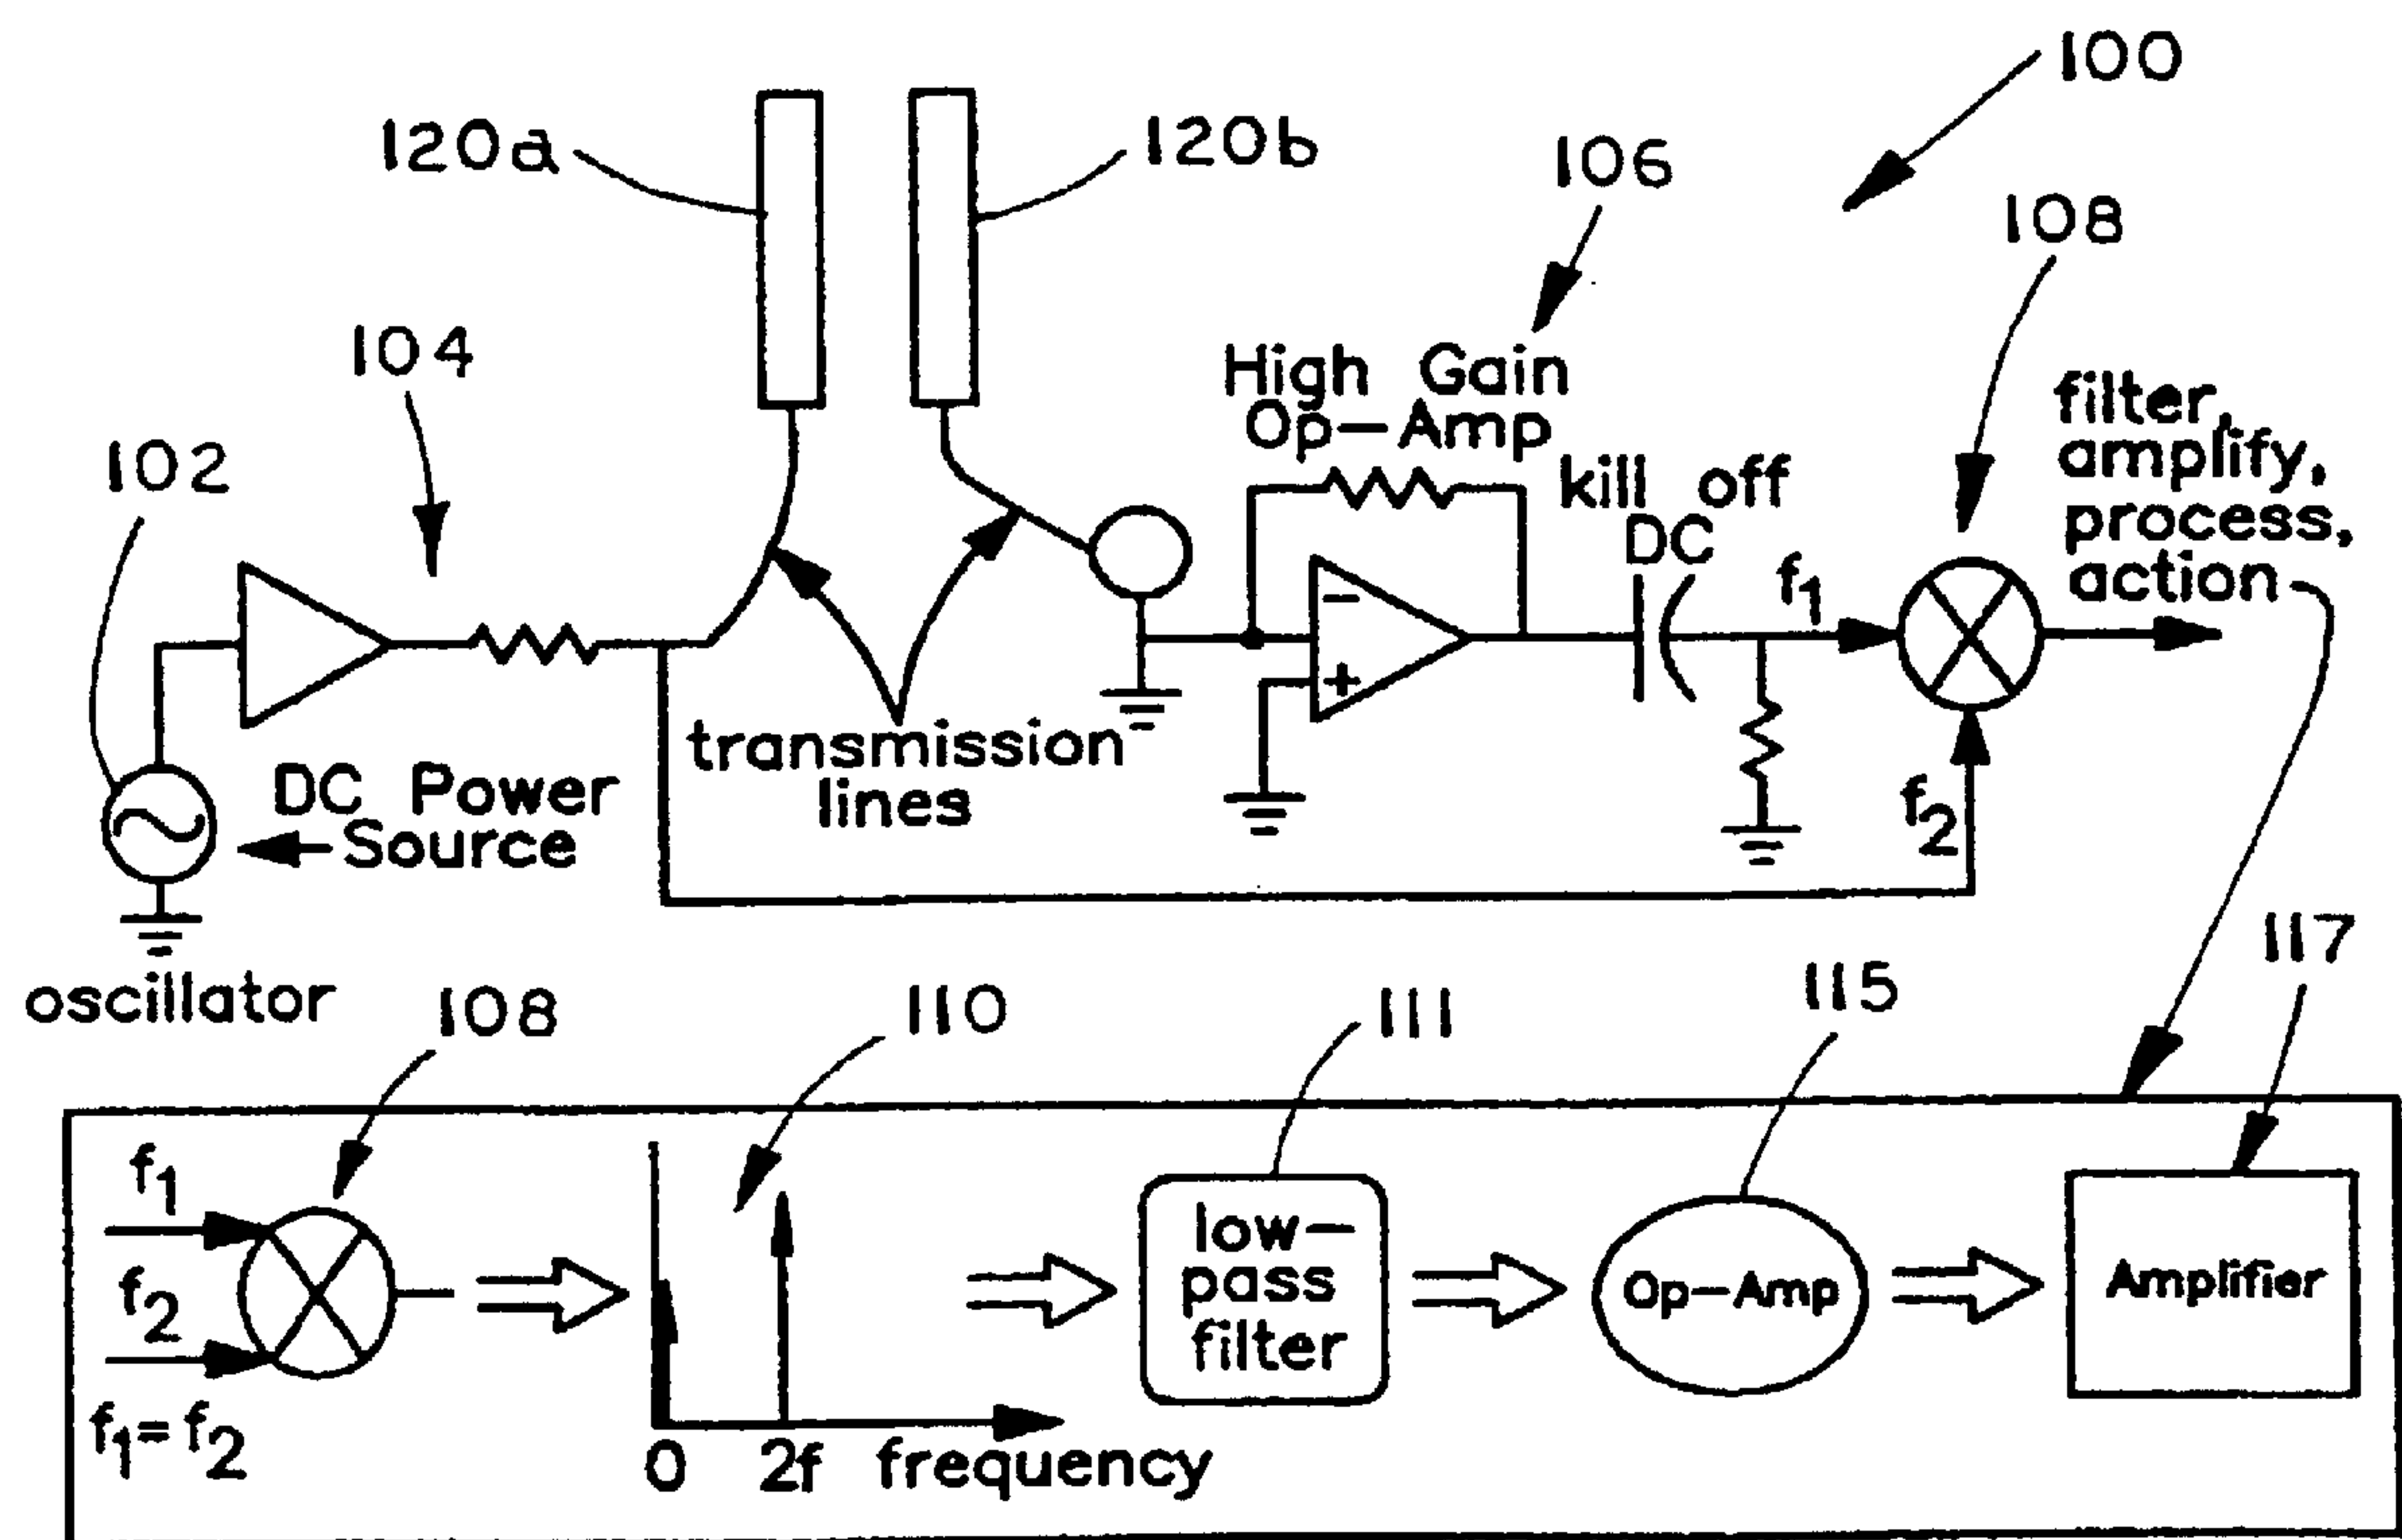 100
120a
120b
106
108
104
102
High Gain
Op-Amp
kill off
DC
f1
filter,
amplify,
process,
action
-
+
transmission
lines
DC Power
Source
f2
oscillator
108
110
111
115
117
f1
f2
f1=f2
0
2f
frequency
low-
pass
filter
Op-Amp
Amplifier